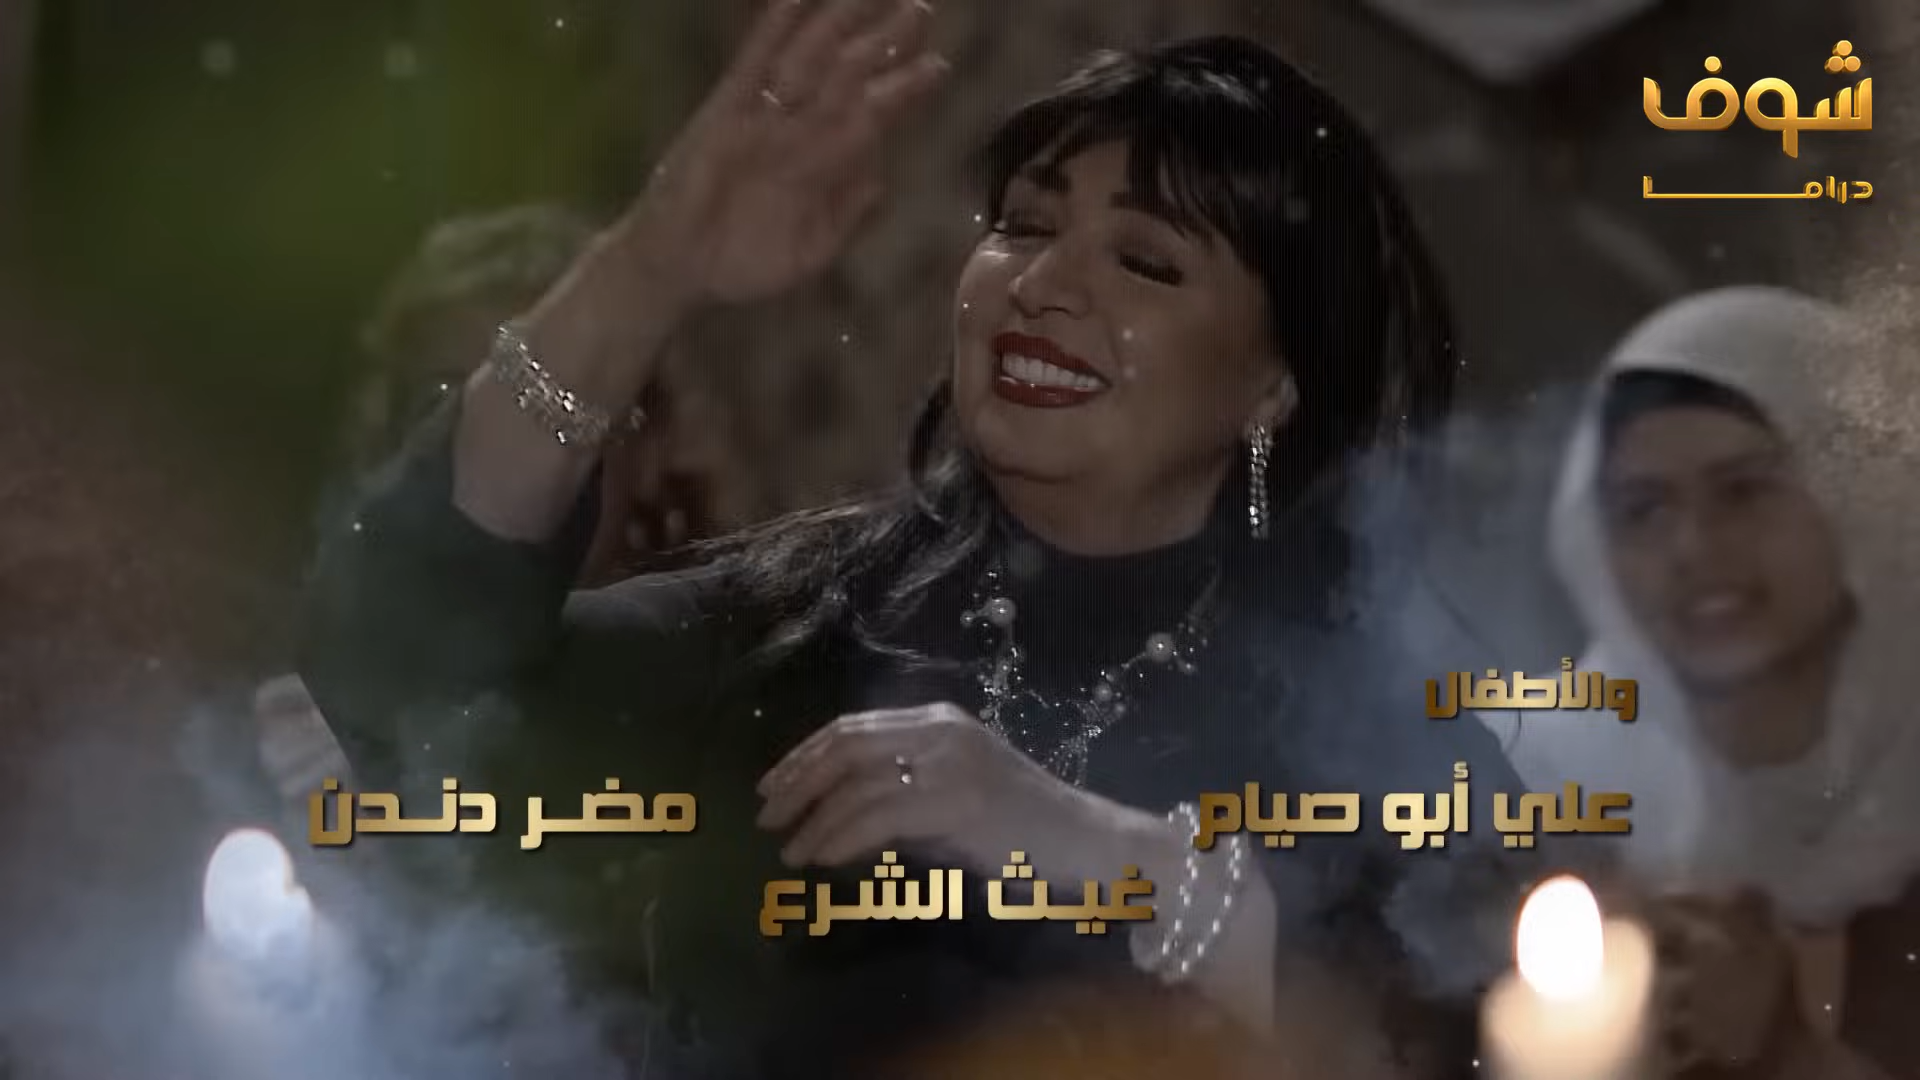 شوف
دراما
والأطفال
علي أبو صيام
مضر دندن
غيث الشرع